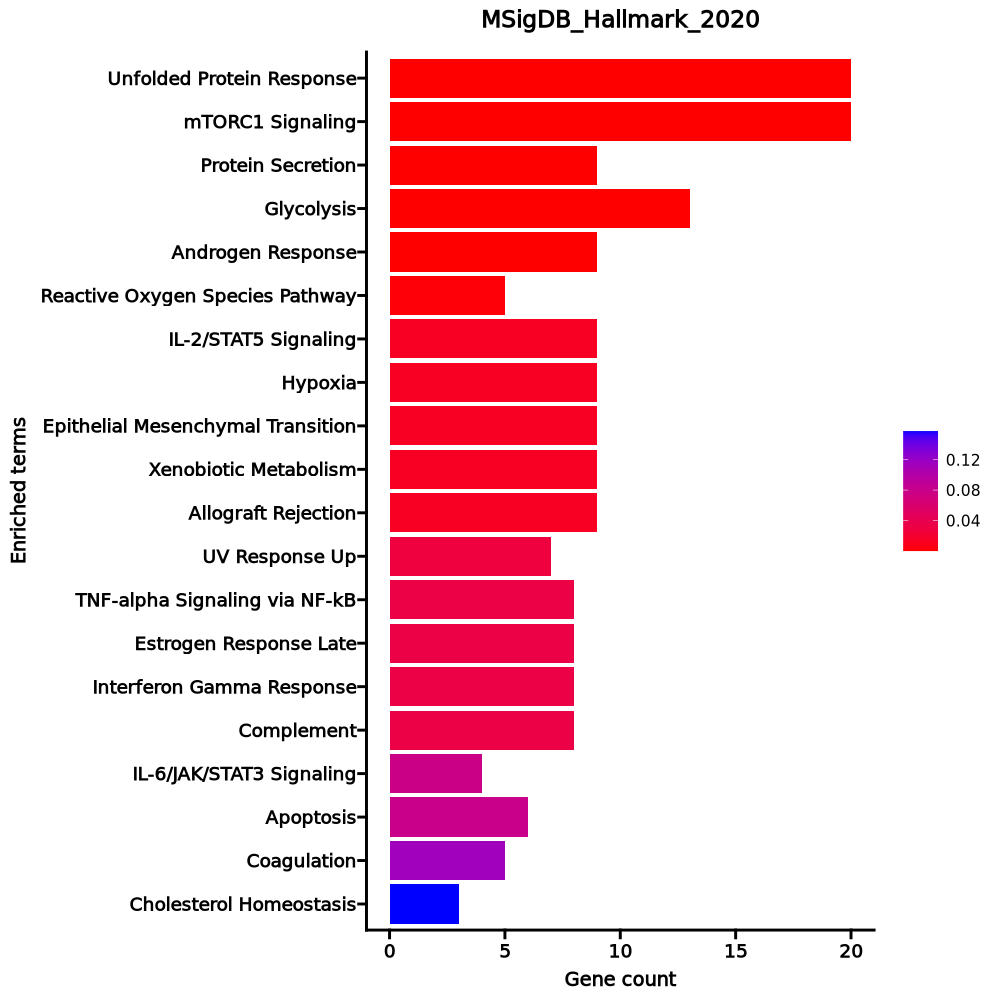 MSigDB_Hallmark_2020
Unfolded Protein Response
mTORC1 Signaling
Protein Secretion
Glycolysis
Androgen Response
Reactive Oxygen Species Pathway
IL-2/STAT5 Signaling
Hypoxia
Epithelial Mesenchymal Transition
Xenobiotic Metabolism
Allograft Rejection
UV Response Up
TNF-alpha Signaling via NF-kB
Estrogen Response Late
Interferon Gamma Response
Complement
IL-6/JAK/STAT3 Signaling
Apoptosis
Coagulation
Cholesterol Homeostasis
Enriched terms
0 5 10 15 20
Gene count
0.12
0.08
0.04